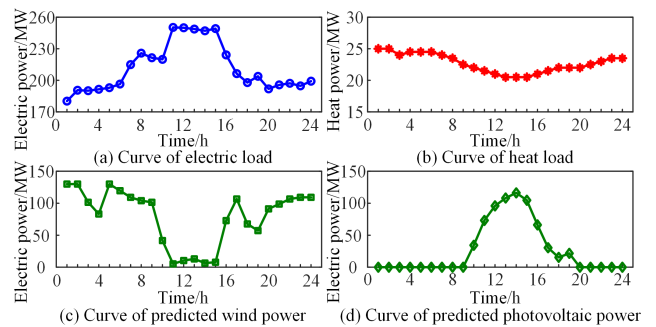 Electric power/MW
260
230
200
170
0 4 8 12 16 20 24
Time/h
(a) Curve of electric load
Heat power/MW
30
25
20
15
0 4 8 12 16 20 24
Time/h
(b) Curve of heat load
Electric power/MW
150
100
50
0
0 4 8 12 16 20 24
Time/h
(c) Curve of predicted wind power
Electric power/MW
150
100
50
0
0 4 8 12 16 20 24
Time/h
(d) Curve of predicted photovoltaic power